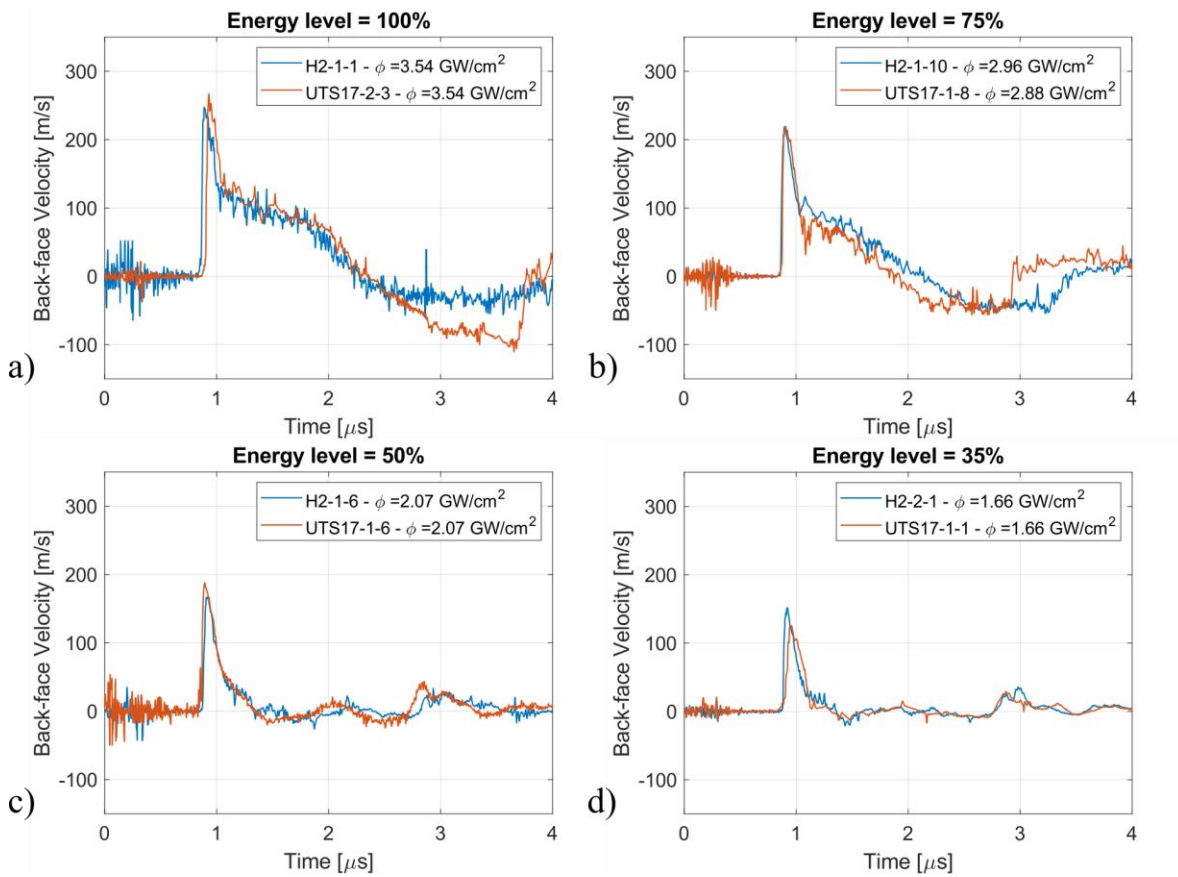 Energy level = 100%
300
200
100
0
-100
Back-face Velocity [m/s]
H2-1-1 - ϕ =3.54 GW/cm²
UTS17-2-3 - ϕ =3.54 GW/cm²
0 1 2 3 4
Time [μs]
a)
Energy level = 75%
300
200
100
0
-100
Back-face Velocity [m/s]
H2-1-10 - ϕ =2.96 GW/cm²
UTS17-1-8 - ϕ =2.88 GW/cm²
0 1 2 3 4
Time [μs]
b)
Energy level = 50%
300
200
100
0
-100
Back-face Velocity [m/s]
H2-1-6 - ϕ =2.07 GW/cm²
UTS17-1-6 - ϕ =2.07 GW/cm²
0 1 2 3 4
Time [μs]
c)
Energy level = 35%
300
200
100
0
-100
Back-face Velocity [m/s]
H2-2-1 - ϕ =1.66 GW/cm²
UTS17-1-1 - ϕ =1.66 GW/cm²
0 1 2 3 4
Time [μs]
d)